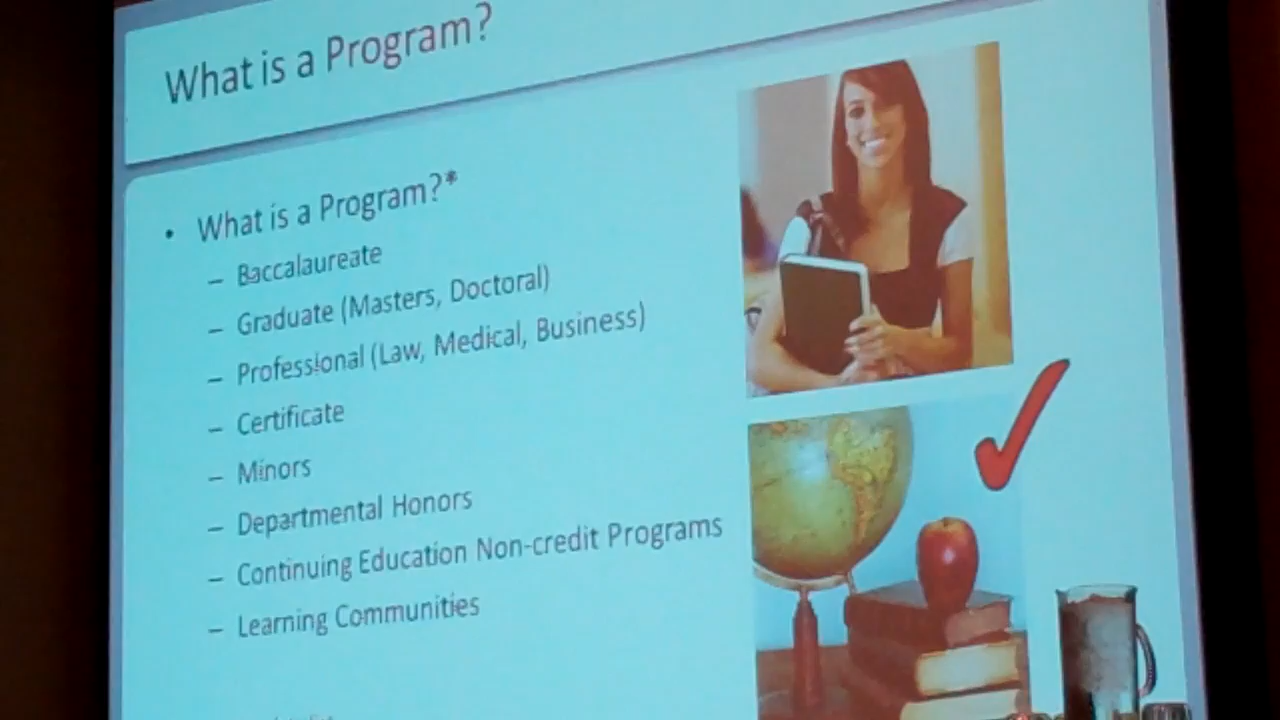 What is a Program?
• What is a Program?*
– Baccalaureate
– Graduate (Masters, Doctoral)
– Professional (Law, Medical, Business)
– Certificate
– Minors
– Departmental Honors
– Continuing Education Non-credit Programs
– Learning Communities